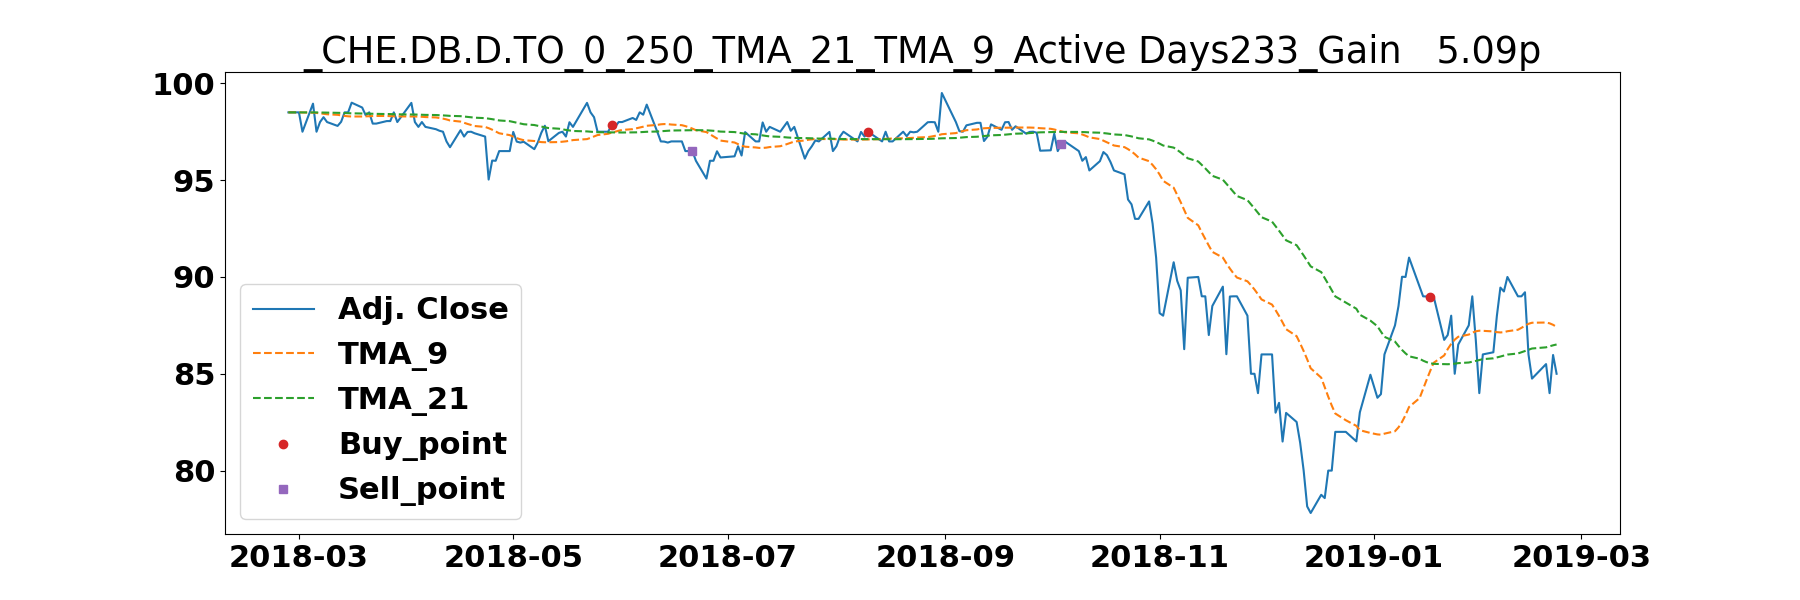 _CHE.DB.D.TO_0_250_TMA_21_TMA_9_Active Days233_Gain   5.09p
100
95
90
85
80
Adj. Close
TMA_9
TMA_21
Buy_point
Sell_point
2018-03 2018-05 2018-07 2018-09 2018-11 2019-01 2019-03